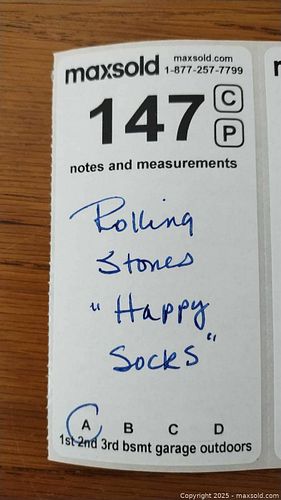 maxsold maxsold.com
1-877-257-7799
147 C
P
notes and measurements
Rolling
Stones
"Happy
Socks"
A B C D
1st 2nd 3rd bsmt garage outdoors
Copyright 2025 - maxsold.com